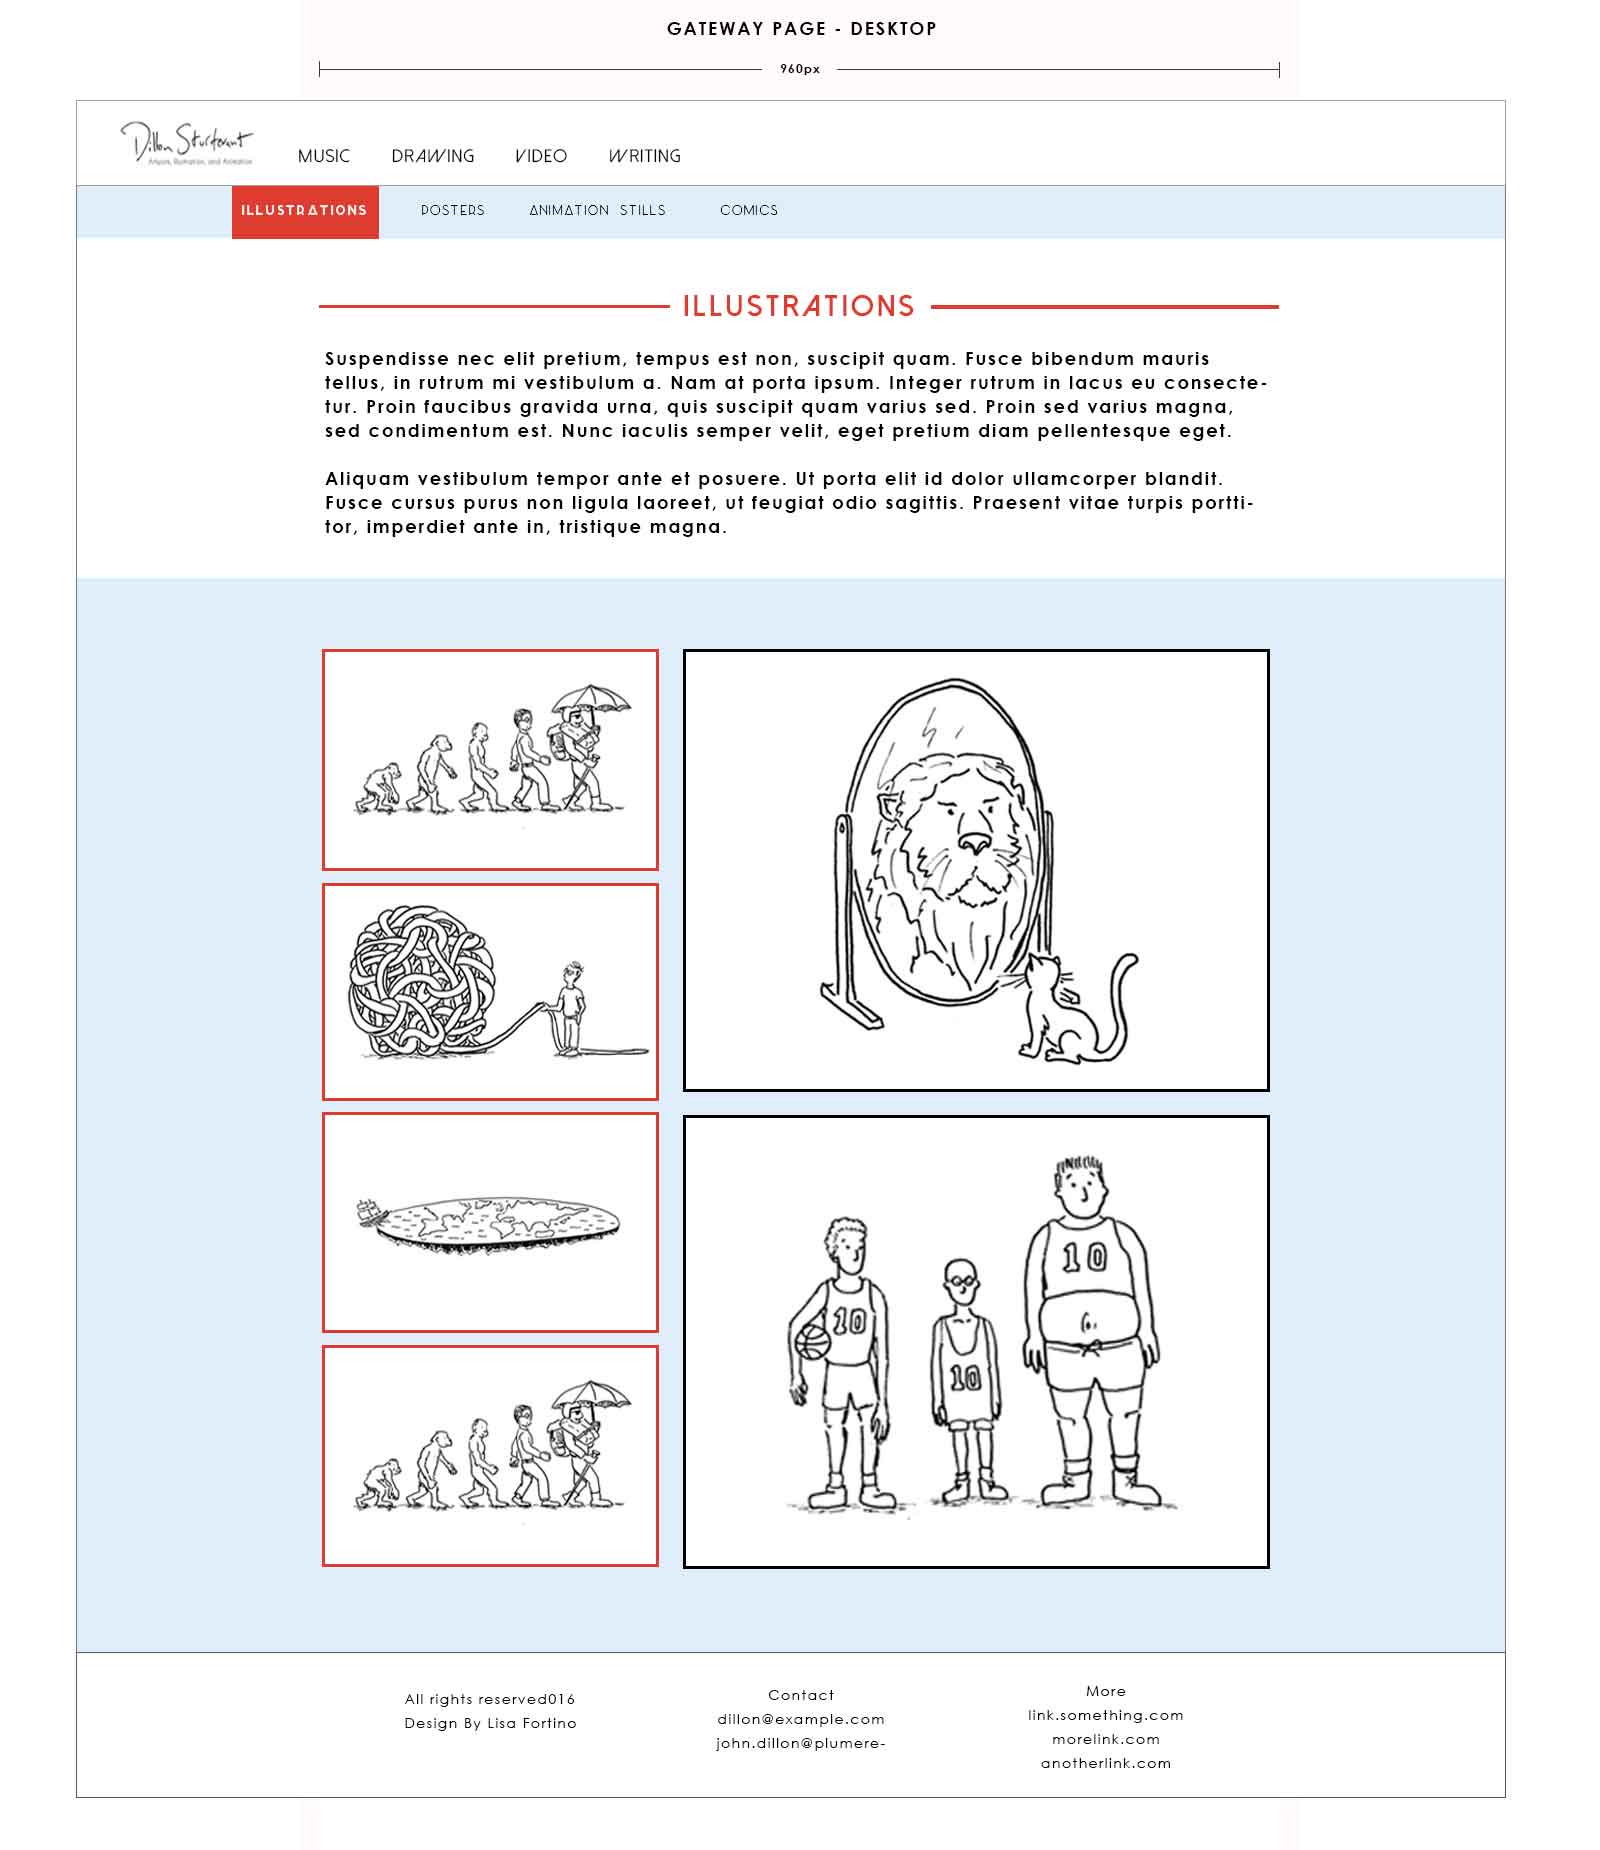 GATEWAY PAGE - DESKTOP
960px
Dillon Sturtevant
Artwork, Illustration, and Animation
MUSIC DRAWING VIDEO WRITING
ILLUSTRATIONS POSTERS ANIMATION STILLS COMICS
ILLUSTRATIONS
Suspendisse nec elit pretium, tempus est non, suscipit quam. Fusce bibendum mauris
tellus, in rutrum mi vestibulum a. Nam at porta ipsum. Integer rutrum in lacus eu consecte-
tur. Proin faucibus gravida urna, quis suscipit quam varius sed. Proin sed varius magna,
sed condimentum est. Nunc iaculis semper velit, eget pretium diam pellentesque eget.
Aliquam vestibulum tempor ante et posuere. Ut porta elit id dolor ullamcorper blandit.
Fusce cursus purus non ligula laoreet, ut feugiat odio sagittis. Praesent vitae turpis portti-
tor, imperdiet ante in, tristique magna.
10
10
10
All rights reserved016
Design By Lisa Fortino
Contact
dillon@example.com
john.dillon@plumere-
More
link.something.com
morelink.com
anotherlink.com